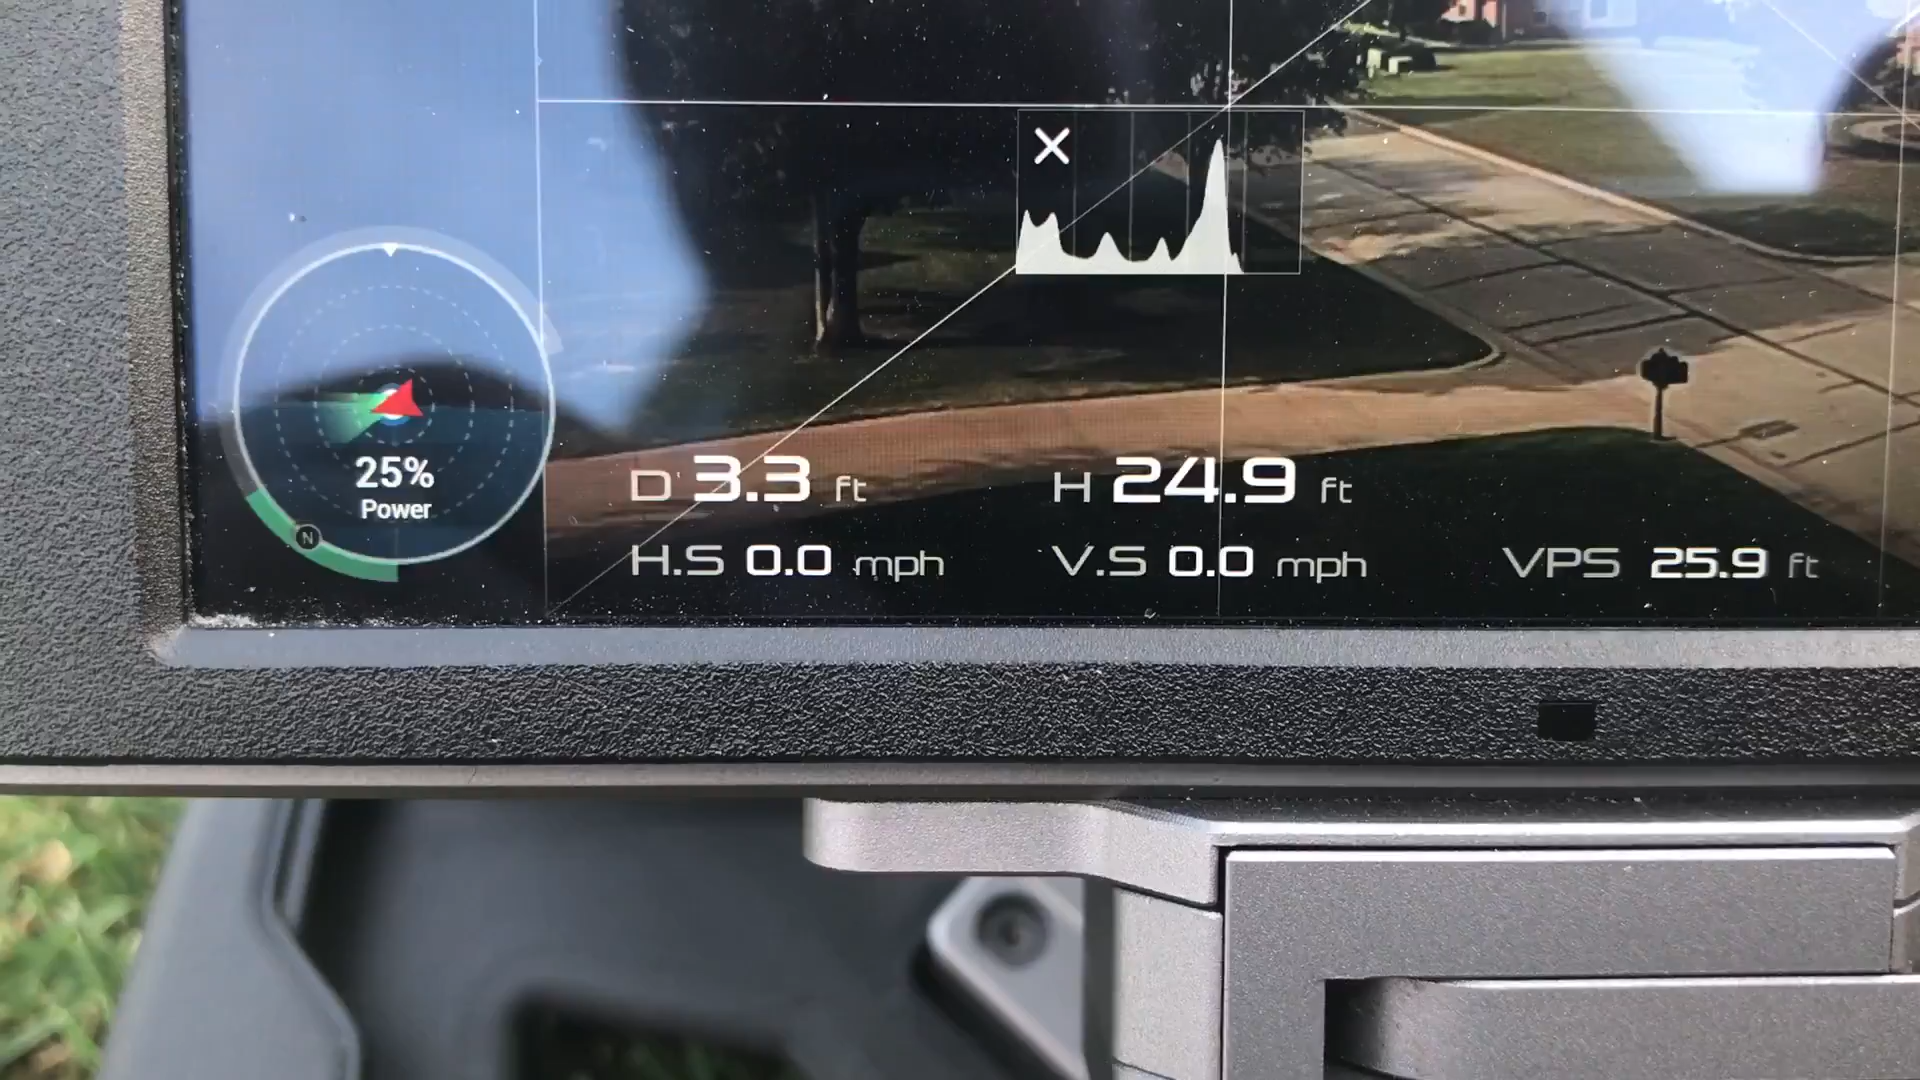 25%
Power
N
D 3.3 ft H 24.9 ft
H.S 0.0 mph V.S 0.0 mph VPS 25.9 ft